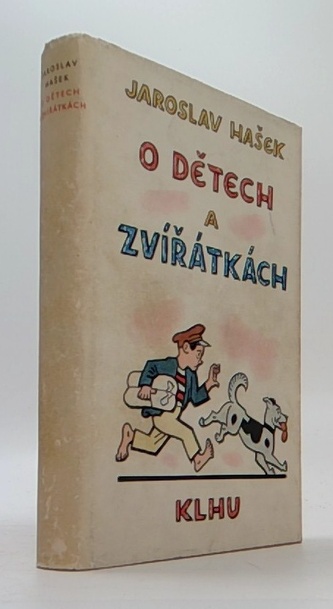 JAROSLAV
HAŠEK
O DĚTECH
A ZVÍŘÁTKÁCH
JAROSLAV HAŠEK
O DĚTECH
A
ZVÍŘÁTKÁCH
KLHU